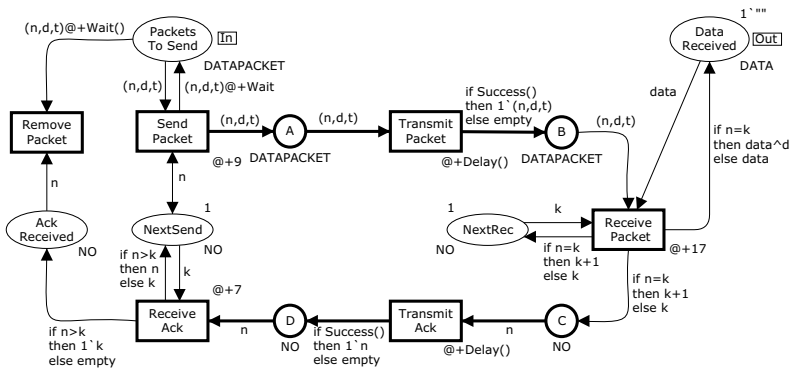 (n,d,t)@+Wait()
Packets
To Send
In
DATAPACKET
1`""
Data
Received
Out
DATA
(n,d,t)
(n,d,t)@+Wait
data
Remove
Packet
Send
Packet
@+9
(n,d,t)
A
DATAPACKET
(n,d,t)
Transmit
Packet
@+Delay()
if Success()
then 1`(n,d,t)
else empty
B
DATAPACKET
(n,d,t)
if n=k
then data^d
else data
n
n
Ack
Received
NO
1
NextSend
NO
1
NextRec
NO
k
if n=k
then k+1
else k
Receive
Packet
@+17
if n>k
then n
else k
k
if n=k
then k+1
else k
@+7
Receive
Ack
n
D
NO
if Success()
then 1`n
else empty
Transmit
Ack
@+Delay()
n
C
NO
if n>k
then 1`k
else empty